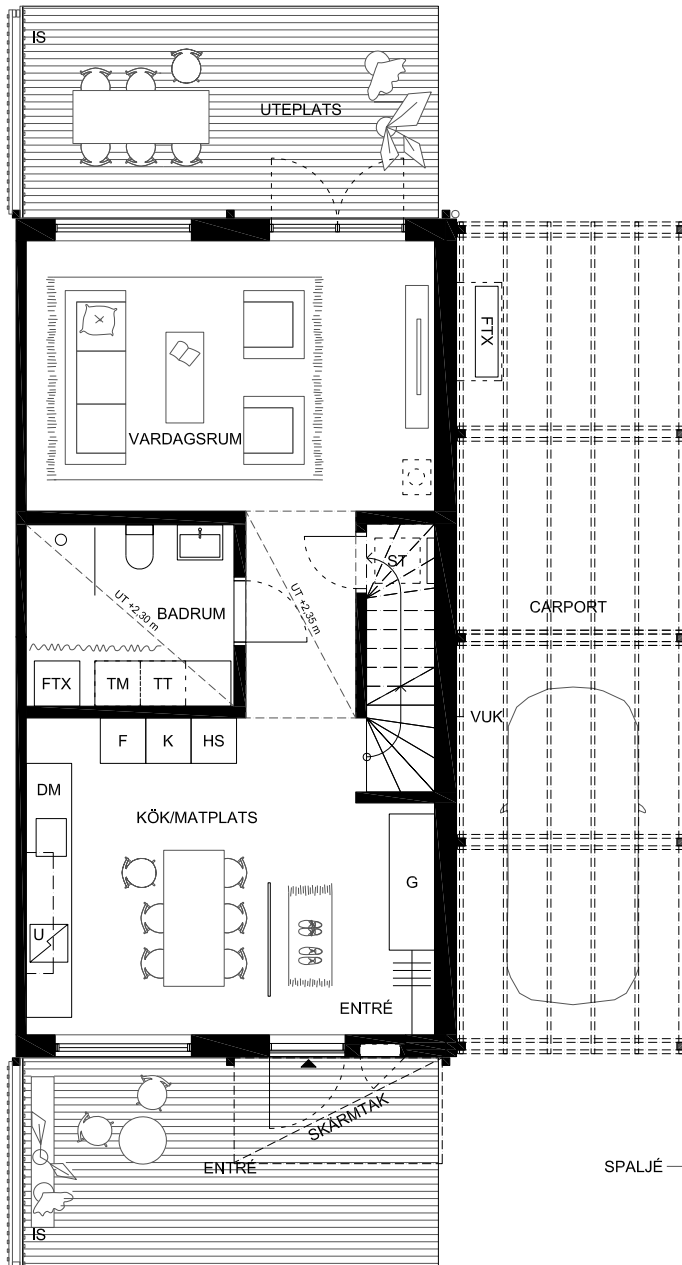 IS
UTEPLATS
FTX
VARDAGSRUM
ST
UT +2,30 m
BADRUM
UT +2,35 m
CARPORT
FTX
TM
TT
VUK
F
K
HS
DM
KÖK/MATPLATS
G
U
ENTRÉ
SKÄRMTAK
ENTRÉ
SPALJÉ
IS